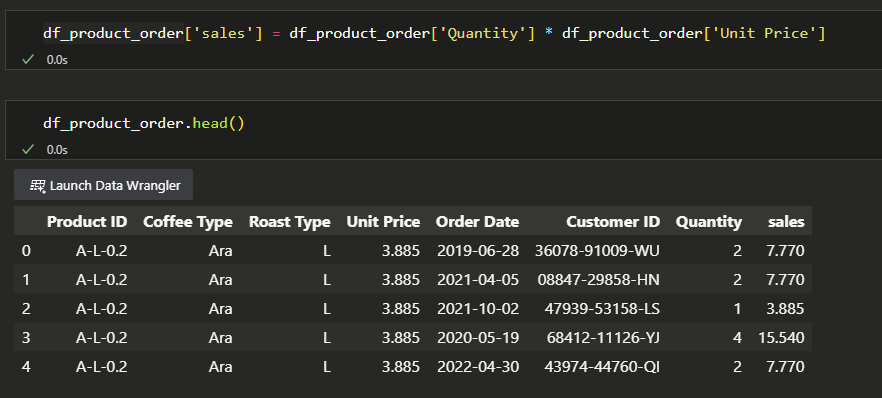 df_product_order['sales'] = df_product_order['Quantity'] * df_product_order['Unit Price']
0.0s
df_product_order.head()
0.0s
Launch Data Wrangler
Product ID Coffee Type Roast Type Unit Price Order Date Customer ID Quantity sales
0 A-L-0.2 Ara L 3.885 2019-06-28 36078-91009-WU 2 7.770
1 A-L-0.2 Ara L 3.885 2021-04-05 08847-29858-HN 2 7.770
2 A-L-0.2 Ara L 3.885 2021-10-02 47939-53158-LS 1 3.885
3 A-L-0.2 Ara L 3.885 2020-05-19 68412-11126-YJ 4 15.540
4 A-L-0.2 Ara L 3.885 2022-04-30 43974-44760-QI 2 7.770